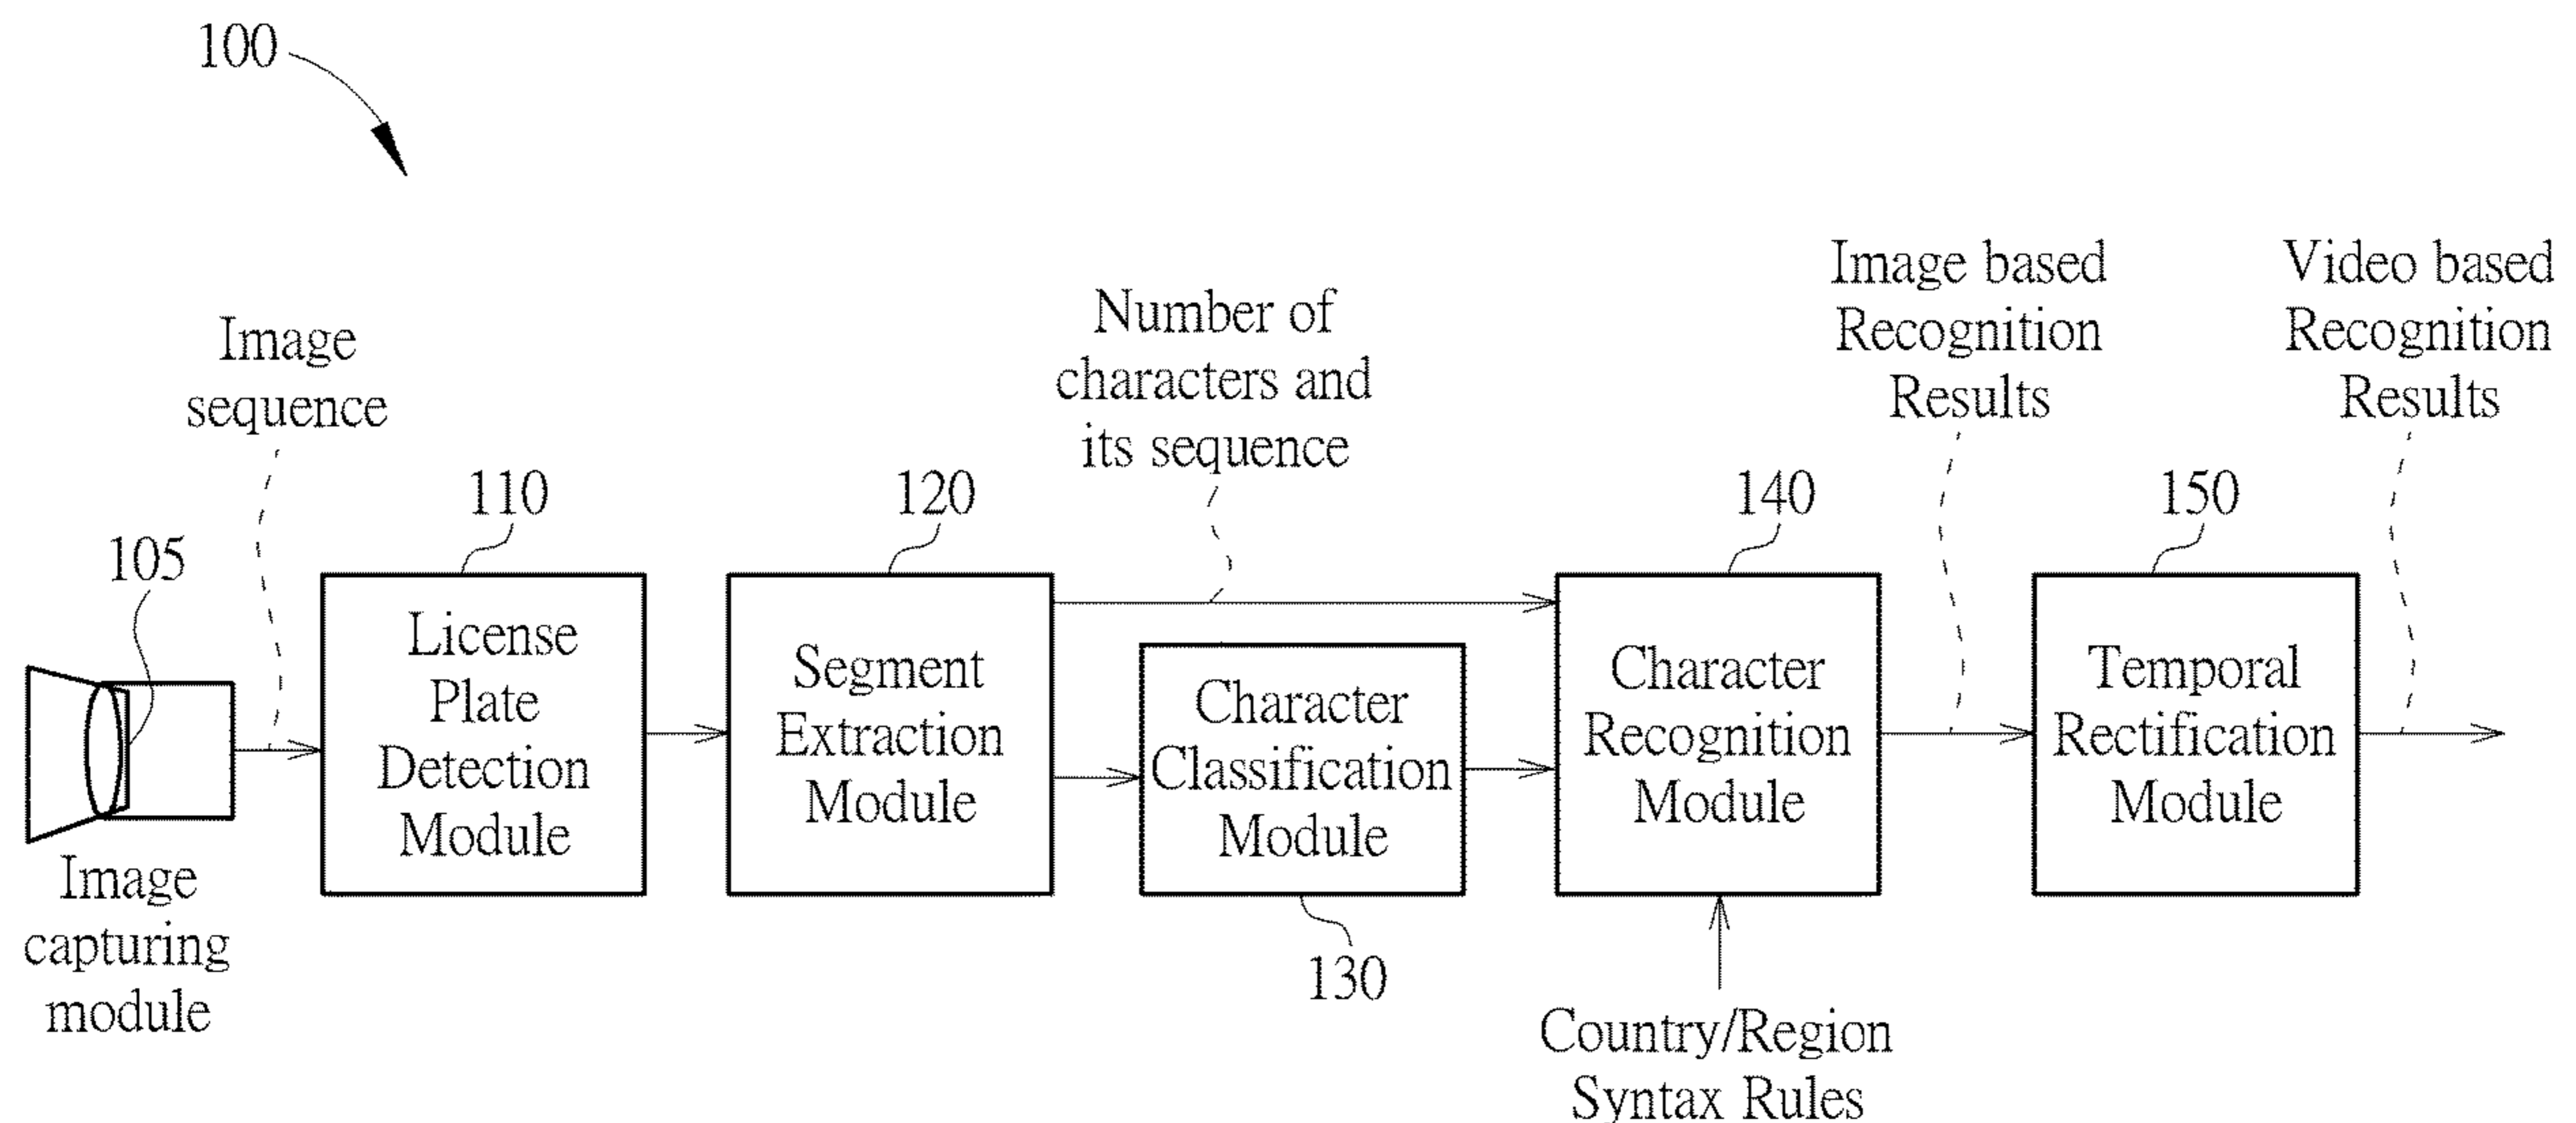 100
Image
sequence
Number of
characters and
its sequence
Image based
Recognition
Results
Video based
Recognition
Results
105
110
120
140
150
License
Plate
Detection
Module
Segment
Extraction
Module
Character
Classification
Module
Character
Recognition
Module
Temporal
Rectification
Module
Image
capturing
module
130
Country/Region
Syntax Rules